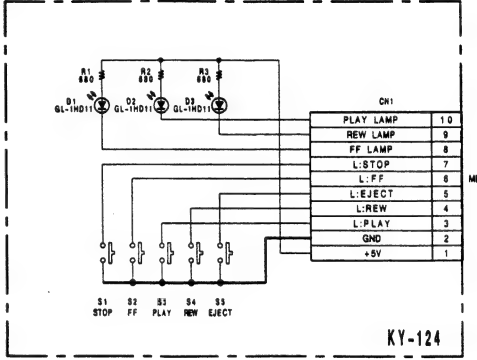 R1
680
R2
680
R3
680
D1
GL-1HD11
D2
GL-1HD11
D3
GL-1HD11
CN1
PLAY LAMP 10
REW LAMP 9
FF LAMP 8
L:STOP 7
L:FF 6
L:EJECT 5
L:REW 4
L:PLAY 3
GND 2
+5V 1
S1
STOP
S2
FF
S3
PLAY
S4
REW
S5
EJECT
KY-124